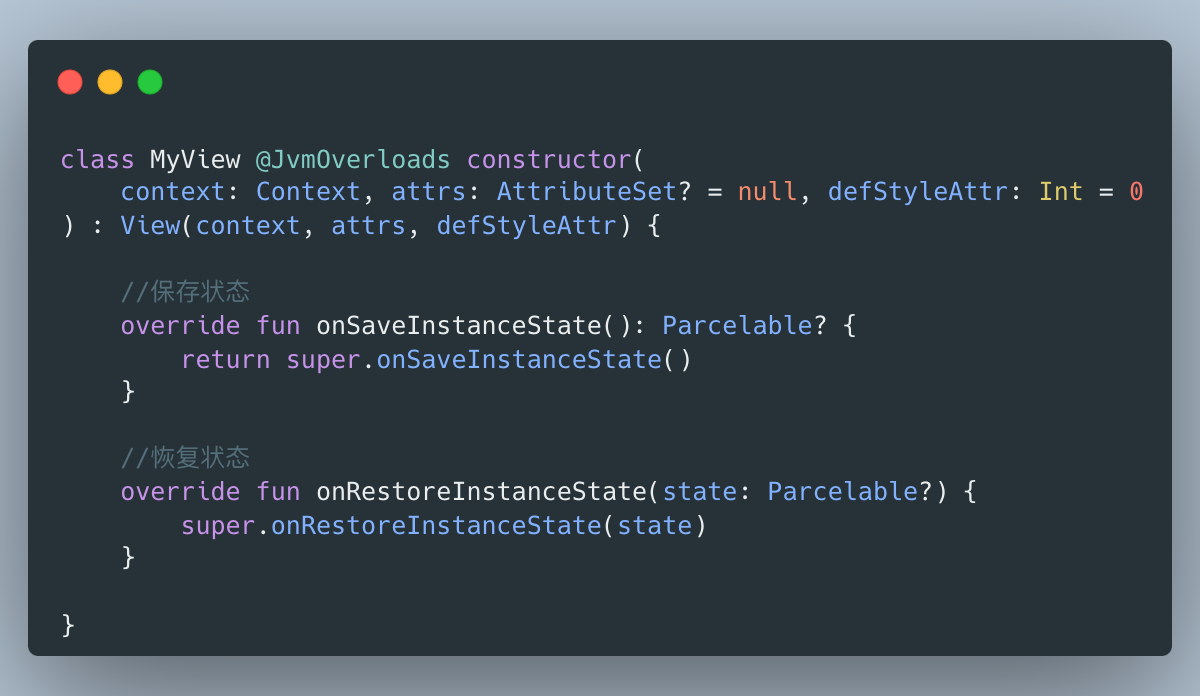 class MyView @JvmOverloads constructor(
    context: Context, attrs: AttributeSet? = null, defStyleAttr: Int = 0
) : View(context, attrs, defStyleAttr) {
    //保存状态
    override fun onSaveInstanceState(): Parcelable? {
        return super.onSaveInstanceState()
    }
    //恢复状态
    override fun onRestoreInstanceState(state: Parcelable?) {
        super.onRestoreInstanceState(state)
    }
}